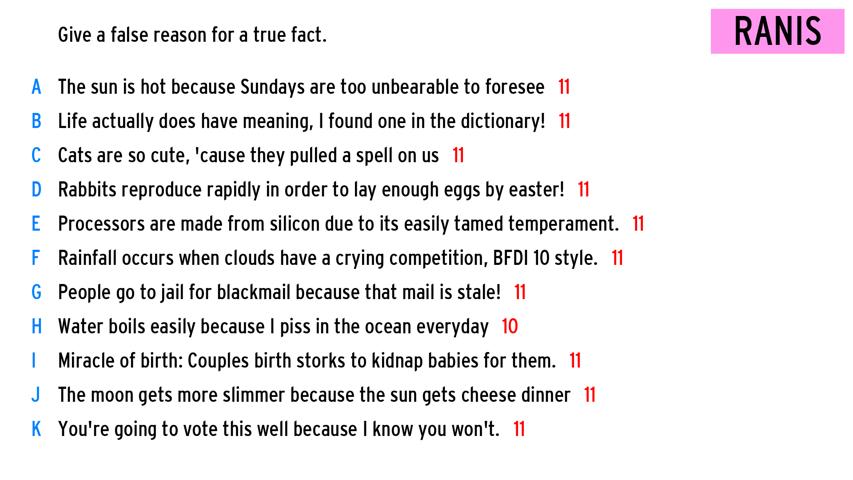 Give a false reason for a true fact.
RANIS
A The sun is hot because Sundays are too unbearable to foresee 11
B Life actually does have meaning, I found one in the dictionary! 11
C Cats are so cute, 'cause they pulled a spell on us 11
D Rabbits reproduce rapidly in order to lay enough eggs by easter! 11
E Processors are made from silicon due to its easily tamed temperament. 11
F Rainfall occurs when clouds have a crying competition, BFDI 10 style. 11
G People go to jail for blackmail because that mail is stale! 11
H Water boils easily because I piss in the ocean everyday 10
I Miracle of birth: Couples birth storks to kidnap babies for them. 11
J The moon gets more slimmer because the sun gets cheese dinner 11
K You're going to vote this well because I know you won't. 11